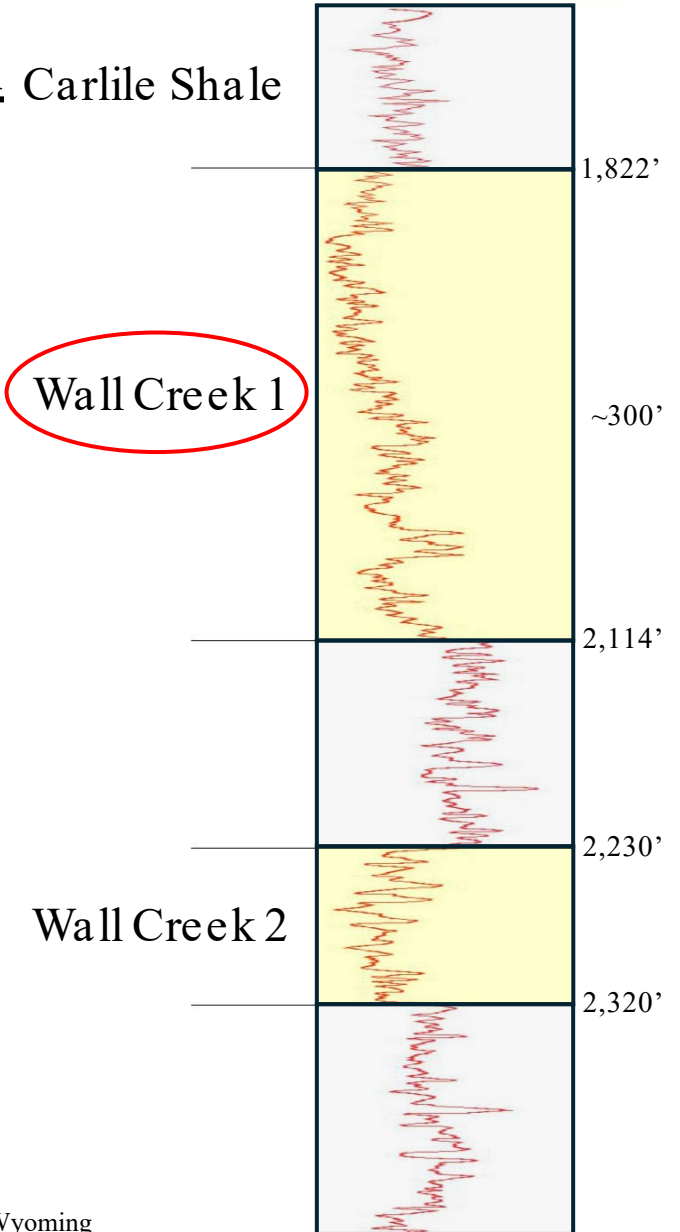 Carlile Shale
1,822’
Wall Creek 1
~300’
2,114’
2,230’
Wall Creek 2
2,320’